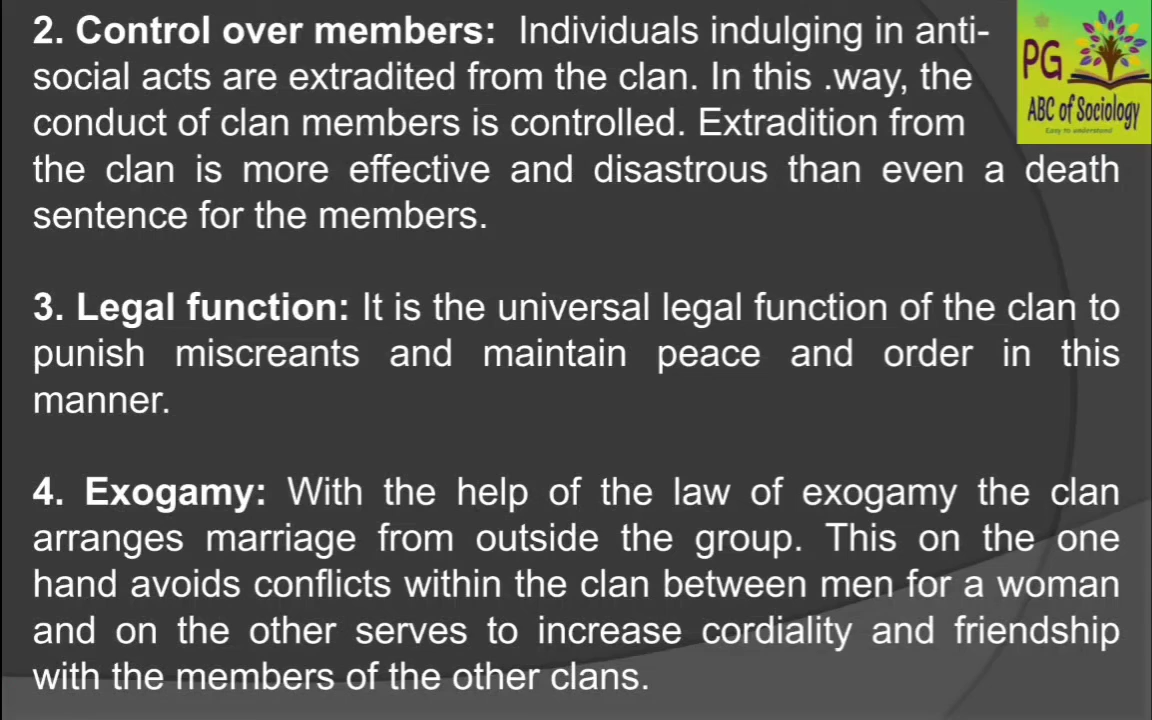 2. Control over members: Individuals indulging in anti-
social acts are extradited from the clan. In this .way, the
conduct of clan members is controlled. Extradition from
the clan is more effective and disastrous than even a death
sentence for the members.
3. Legal function: It is the universal legal function of the clan to
punish miscreants and maintain peace and order in this
manner.
4. Exogamy: With the help of the law of exogamy the clan
arranges marriage from outside the group. This on the one
hand avoids conflicts within the clan between men for a woman
and on the other serves to increase cordiality and friendship
with the members of the other clans.
PG
ABC of Sociology
Easy to understand